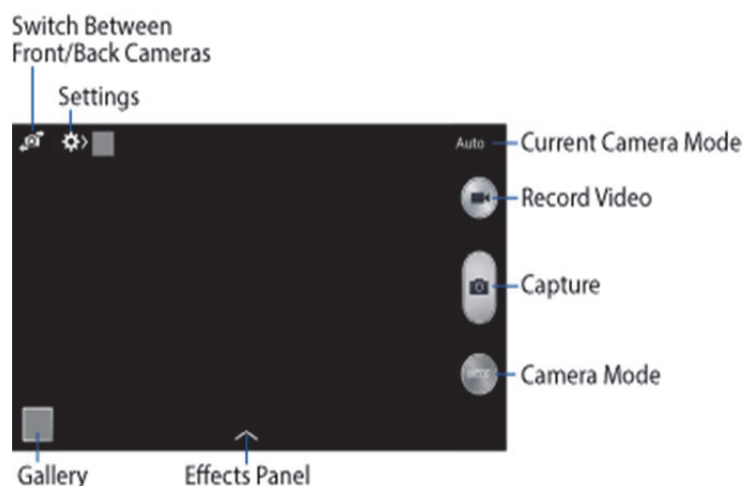 Switch Between
Front/Back Cameras
Settings
Auto
Current Camera Mode
Record Video
Capture
Camera Mode
Gallery
Effects Panel